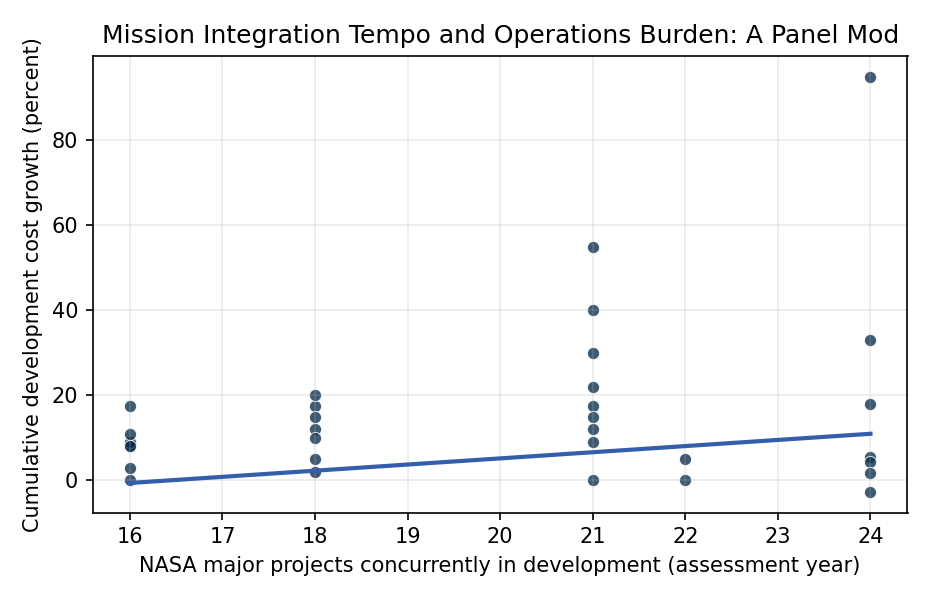 Mission Integration Tempo and Operations Burden: A Panel Mod
Cumulative development cost growth (percent)
80
60
40
20
0
16 17 18 19 20 21 22 23 24
NASA major projects concurrently in development (assessment year)